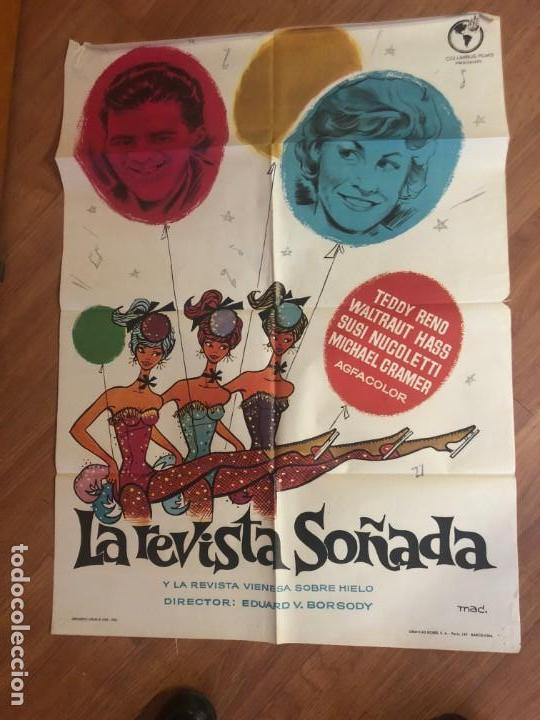 COLUMBUS FILMS
TEDDY RENO
WALTRAUT HASS
SUSI NUGOLETTI
MICHAEL CRAMER
AGFACOLOR
La revista Soñada
Y LA REVISTA VIENESA SOBRE HIELO
DIRECTOR: EDUARD V. BORSODY
mac.
todocoleccion